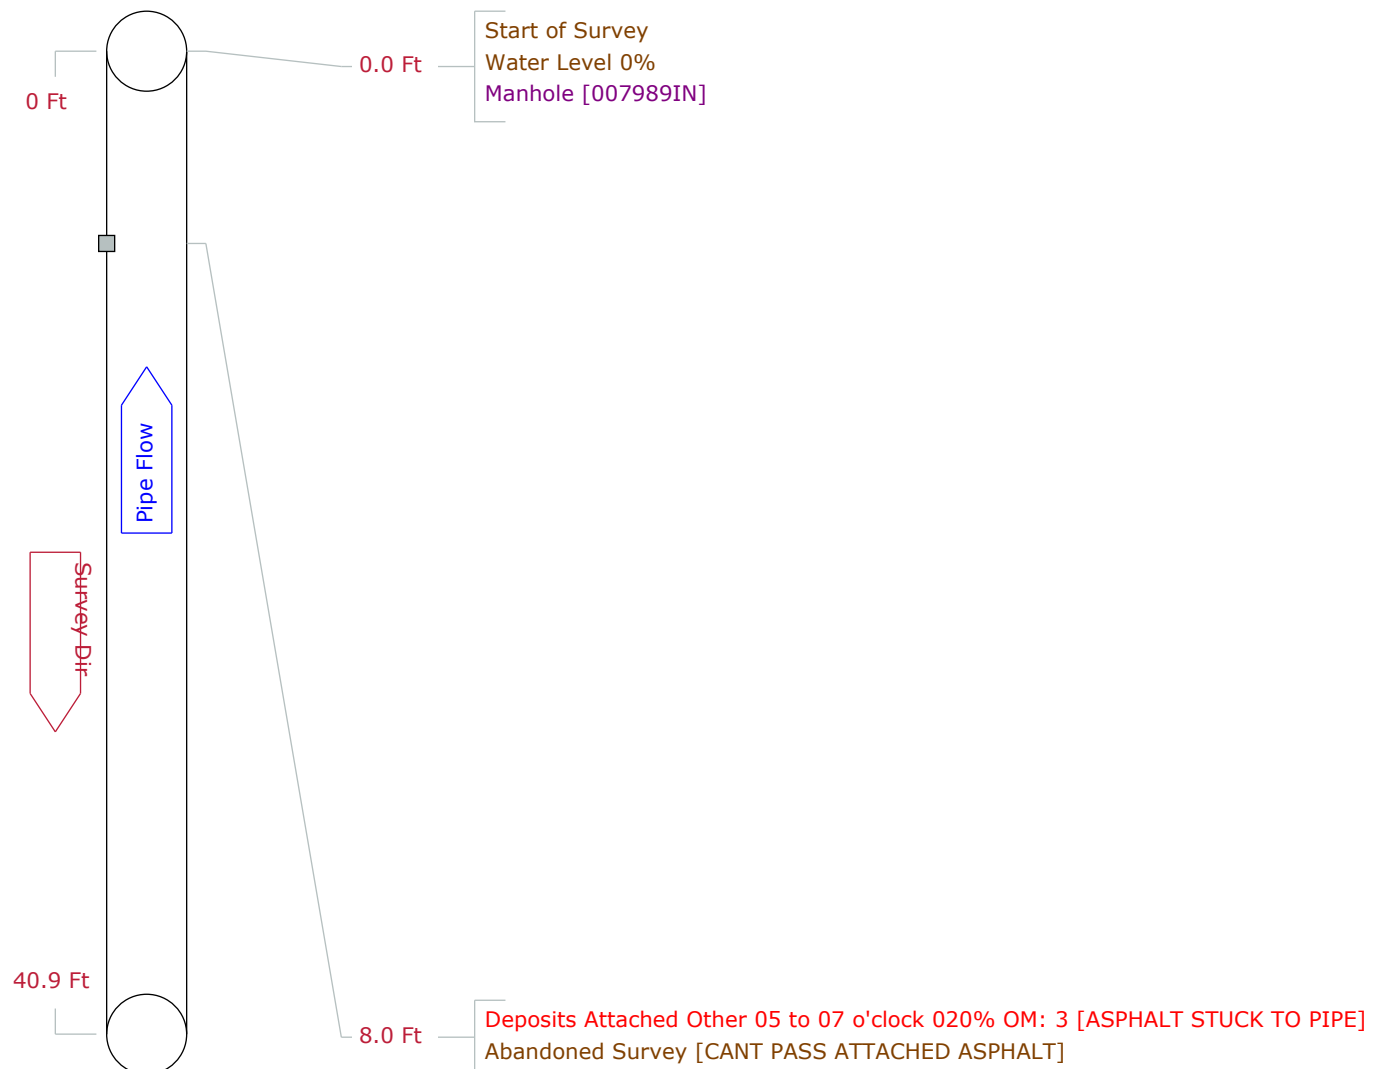 Start of Survey
0.0 Ft
Water Level 0%
0 Ft
Manhole [007989IN]
Pipe Flow
Survey Dir
40.9 Ft
8.0 Ft
Deposits Attached Other 05 to 07 o'clock 020% OM: 3 [ASPHALT STUCK TO PIPE]
Abandoned Survey [CANT PASS ATTACHED ASPHALT]